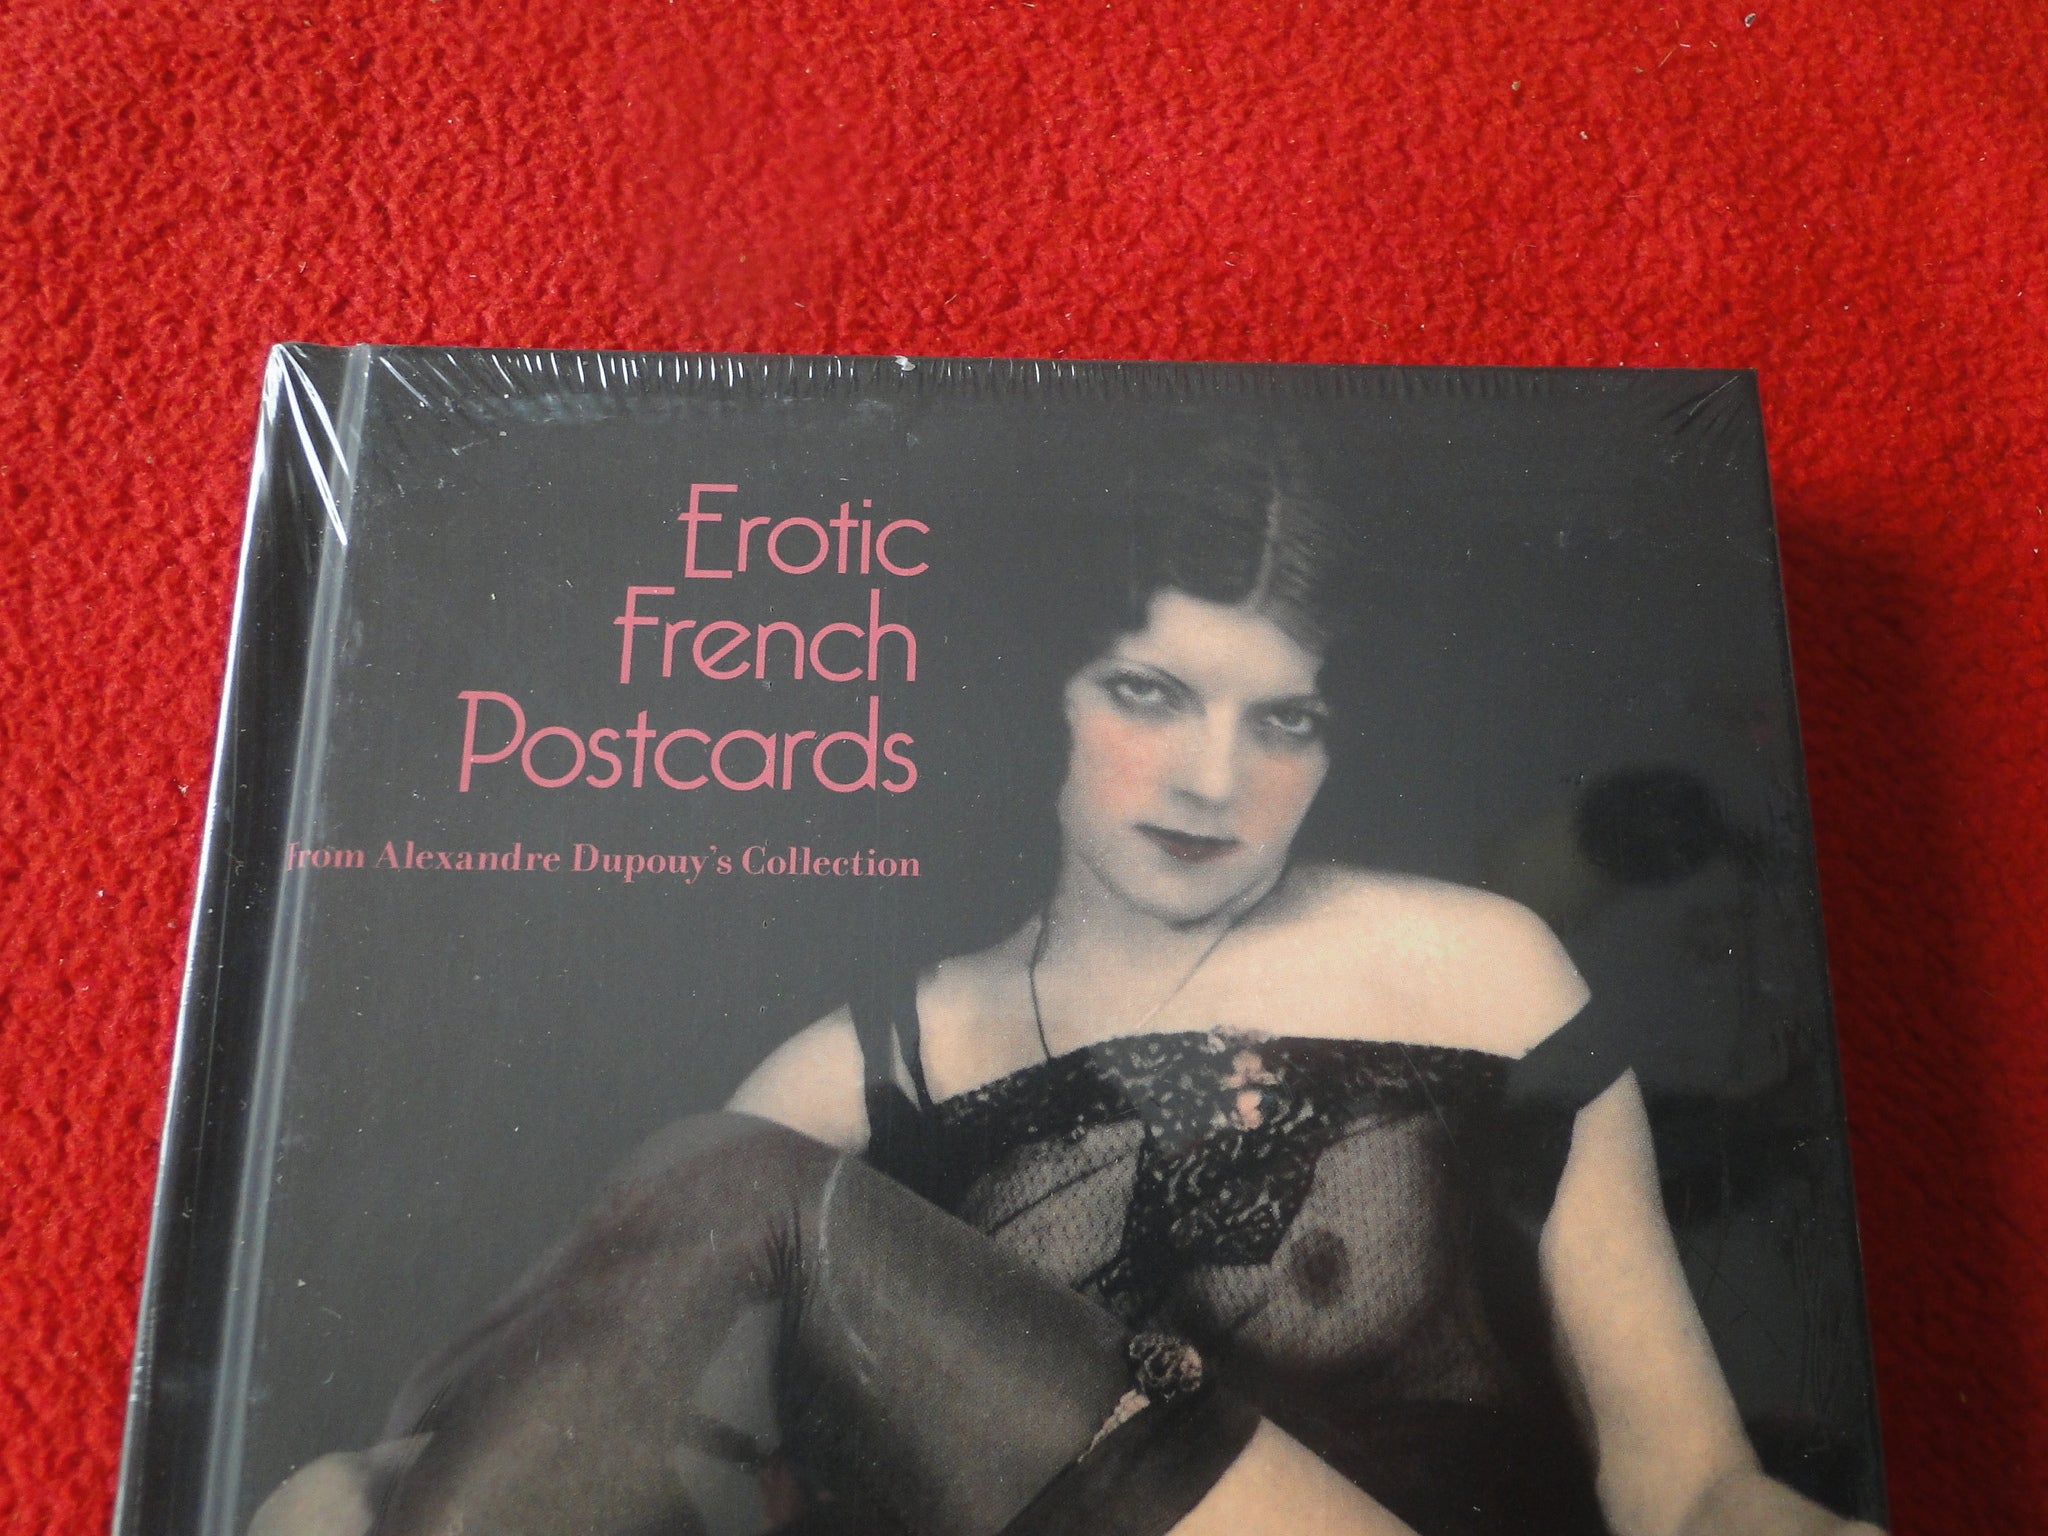 Erotic
French
Postcards
from Alexandre Dupouy's Collection